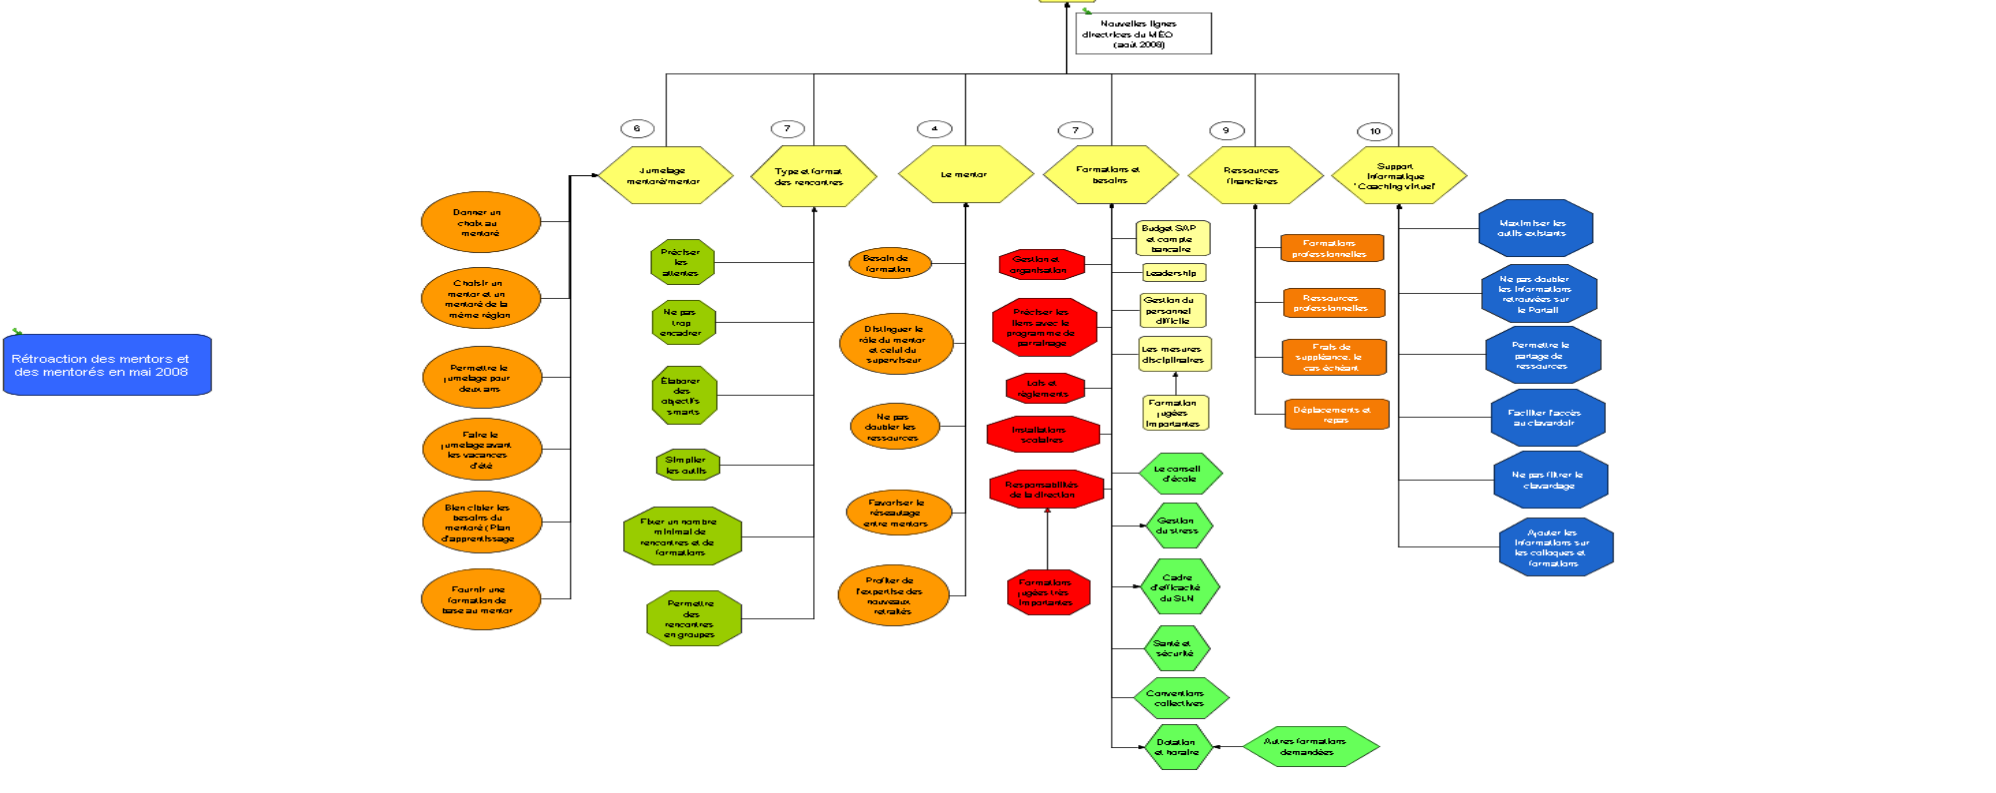 Nouvelles lignes
directrices du MÉO
(août 2008)
6
7
4
7
9
10
Jumelage
mentoré/mentor
Type et format
des rencontres
Le mentor
Formations et
besoins
Ressources
financières
Support
informatique
"Coaching virtuel"
Donner un
choix au
mentoré
Choisir un
mentor et un
mentoré de la
même région
Permettre le
jumelage pour
deux ans
Faire le
jumelage avant
les vacances
d'été
Bien cibler les
besoins du
mentoré (Plan
d'apprentissage
Fournir une
formation de
base au mentor
Préciser
les
attentes
Ne pas
trop
encadrer
Élaborer
des
objectifs
smarts
Simplier
les outils
Fixer un nombre
minimal de
rencontres et de
formations
Permettre
des
rencontres
en groupes
Besoin de
formation
Distinguer le
rôle du mentor
et celui du
superviseur
Ne pas
doubler les
ressources
Favoriser le
réseautage
entre mentors
Profiter de
l'expertise des
nouveaux
retraités
Gestion et
organisation
Préciser les
liens avec le
programme de
parrainage
Lois et
règlements
Installations
scolaires
Responsabilités
de la direction
Formations
jugées très
importantes
Budget SAP
et compte
bancaire
Leadership
Gestion du
personnel
difficile
Les mesures
disciplinaires
Formation
jugées
importantes
Le conseil
d'école
Gestion
du stress
Cadre
d'efficacité
du SLN
Santé et
sécurité
Conventions
collectives
Dotation
et horaire
Autres formations
demandées
Formations
professionnelles
Ressources
professionnelles
Frais de
suppléance, le
cas échéant
Déplacements et
repas
Maximiser les
outils existants
Ne pas doubler
les informations
retrouvées sur
le Portail
Permettre le
partage de
ressources
Faciliter l'accès
au clavardoir
Ne pas filtrer le
clavardage
Ajouter les
informations sur
les colloques et
formations
Rétroaction des mentors et
des mentorés en mai 2008